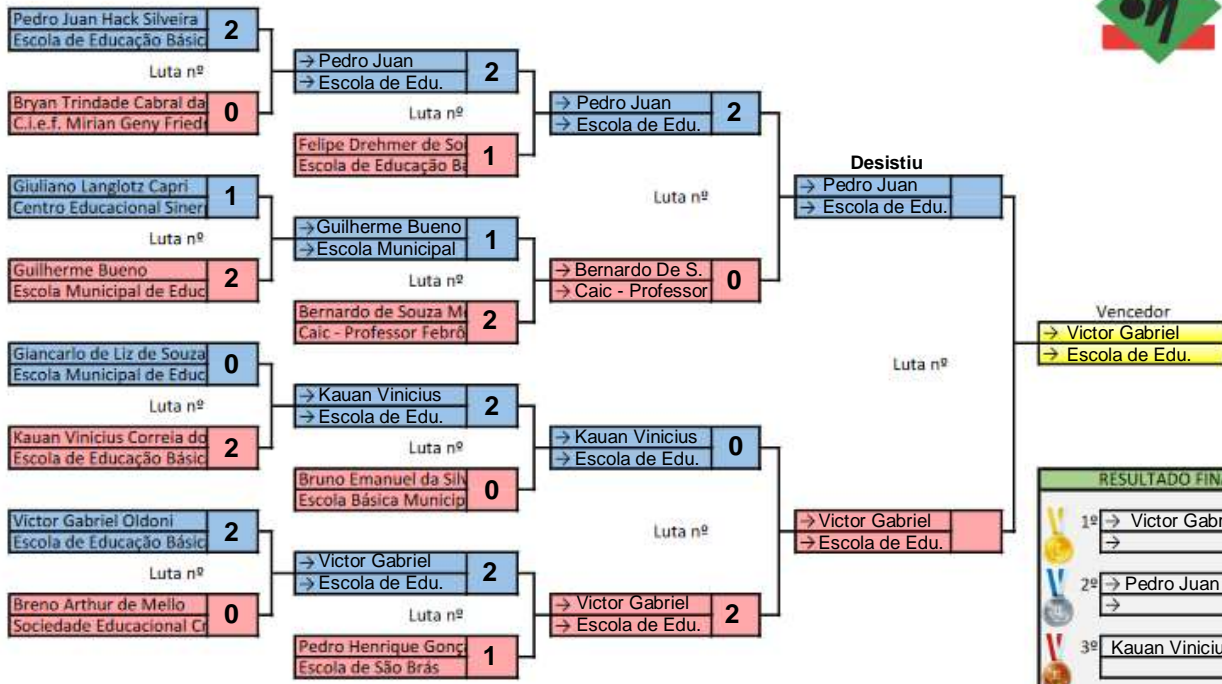 Pedro Juan Hack Silveira 2
Escola de Educação Básic
Luta nº
Bryan Trindade Cabral da 0
C.i.e.f. Mirian Geny Fried
Giuliano Langlotz Capri 1
Centro Educacional Siner
Luta nº
Guilherme Bueno 2
Escola Municipal de Educ
Giancarlo de Liz de Souza 0
Escola Municipal de Educ
Luta nº
Kauan Vinicius Correia do 2
Escola de Educação Básic
Victor Gabriel Oldoni 2
Escola de Educação Básic
Luta nº
Breno Arthur de Mello 0
Sociedade Educacional Cr
→ Pedro Juan 2
→ Escola de Edu.
Luta nº
Felipe Drehmer de So 1
Escola de Educação Bá
→Guilherme Bueno 1
→Escola Municipal
Luta nº
Bernardo de Souza M 2
Caic - Professor Febrô
→ Kauan Vinicius 2
→ Escola de Edu.
Luta nº
Bruno Emanuel da Silv 0
Escola Básica Municip
→ Victor Gabriel 2
→ Escola de Edu.
Luta nº
Pedro Henrique Gonç 1
Escola de São Brás
→ Pedro Juan 2
→ Escola de Edu.
Luta nº
→ Bernardo De S. 0
→ Caic - Professor
→ Kauan Vinicius 0
→ Escola de Edu.
Luta nº
→ Victor Gabriel 2
→ Escola de Edu.
Desistiu
→ Pedro Juan
→ Escola de Edu.
Luta nº
→Victor Gabriel
→Escola de Edu.
Vencedor
→ Victor Gabriel
→ Escola de Edu.
RESULTADO FIN
1º → Victor Gabr
→
2º → Pedro Juan
→
3º Kauan Viniciu